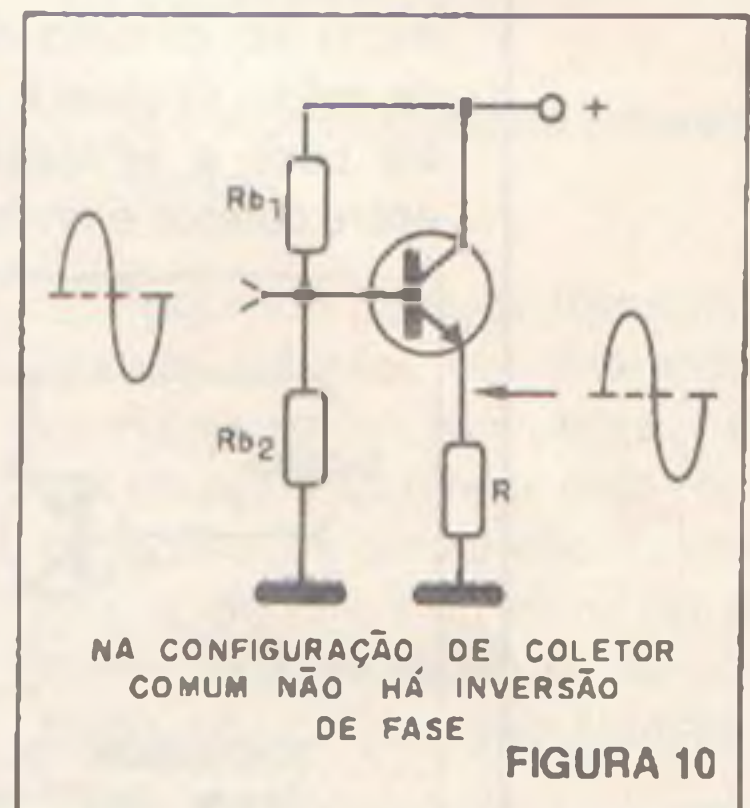 +
Rb1
Rb2
R
NA CONFIGURAÇÃO DE COLETOR
COMUM NÃO HÁ INVERSÃO
DE FASE
FIGURA 10